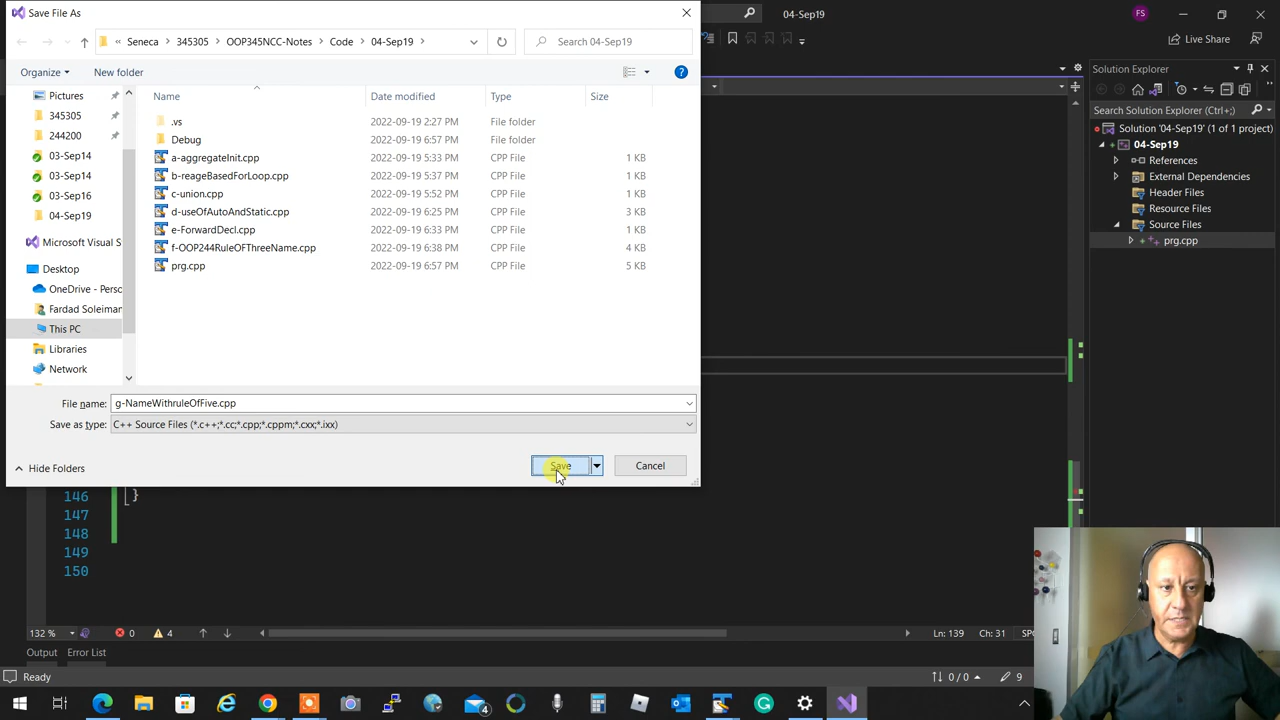 Save File As
04-Sep19
FS
Seneca
345305
OOP345NCC-Notes
Code
04-Sep19
Search 04-Sep19
Live Share
Organize
New folder
?
Solution Explorer
Name
Date modified
Type
Size
Pictures
345305
244200
03-Sep14
03-Sep14
03-Sep16
04-Sep19
Microsoft Visual S
Desktop
OneDrive - Perso
Fardad Soleiman
This PC
Libraries
Network
.vs 2022-09-19 2:27 PM File folder
Debug 2022-09-19 6:57 PM File folder
a-aggregateInit.cpp 2022-09-19 5:33 PM CPP File 1 KB
b-reageBasedForLoop.cpp 2022-09-19 5:37 PM CPP File 1 KB
c-union.cpp 2022-09-19 5:52 PM CPP File 1 KB
d-useOfAutoAndStatic.cpp 2022-09-19 6:25 PM CPP File 3 KB
e-ForwardDecl.cpp 2022-09-19 6:33 PM CPP File 1 KB
f-OOP244RuleOFThreeName.cpp 2022-09-19 6:38 PM CPP File 4 KB
prg.cpp 2022-09-19 6:57 PM CPP File 5 KB
Search Solution Explorer (Ctrl+;)
Solution '04-Sep19' (1 of 1 project)
04-Sep19
References
External Dependencies
Header Files
Resource Files
Source Files
prg.cpp
File name: g-NameWithruleOfFive.cpp
Save as type: C++ Source Files (*.c++;*.cc;*.cpp;*.cppm;*.cxx;*.ixx)
Hide Folders
Save
Cancel
146 }
147
148
149
150
132 %
0
4
Ln: 139
Ch: 31
SPC
Output
Error List
Ready
0 / 0
9
4